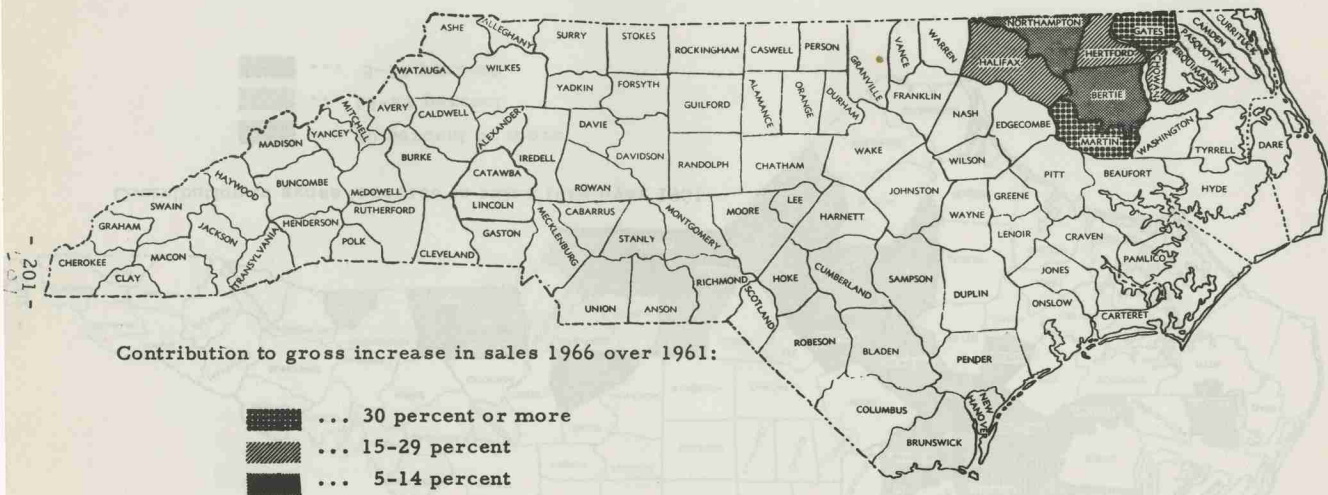 ASHE
ALLEGHANY
SURRY
STOKES
ROCKINGHAM
CASWELL
PERSON
GRANVILLE
VANCE
WARREN
NORTHAMPTON
HALIFAX
HERTFORD
GATES
CURRITUCK
CAMDEN
PASQUOTANK
CHOWAN
BERTIE
WATAUGA
WILKES
YADKIN
FORSYTH
GUILFORD
ALAMANCE
ORANGE
DURHAM
FRANKLIN
NASH
EDGECOMBE
MARTIN
WASHINGTON
TYRRELL
DARE
MITCHELL
AVERY
CALDWELL
ALEXANDER
IREDELL
DAVIE
DAVIDSON
RANDOLPH
CHATHAM
WAKE
WILSON
PITT
BEAUFORT
HYDE
MADISON
YANCEY
BURKE
CATAWBA
ROWAN
HAYWOOD
BUNCOMBE
McDOWELL
LINCOLN
CABARRUS
MONTGOMERY
MOORE
LEE
HARNETT
JOHNSTON
GREENE
WAYNE
LENOIR
CRAVEN
PAMLICO
SWAIN
JACKSON
HENDERSON
RUTHERFORD
GASTON
MECKLENBURG
STANLY
GRAHAM
CHEROKEE
MACON
CLAY
TRANSYLVANIA
POLK
CLEVELAND
UNION
ANSON
RICHMOND
SCOTLAND
HOKE
CUMBERLAND
SAMPSON
DUPLIN
JONES
ONSLOW
CARTERET
ROBESON
BLADEN
PENDER
COLUMBUS
BRUNSWICK
NEW
HANOVER
- 201 -
Contribution to gross increase in sales 1966 over 1961:
... 30 percent or more
... 15-29 percent
... 5-14 percent